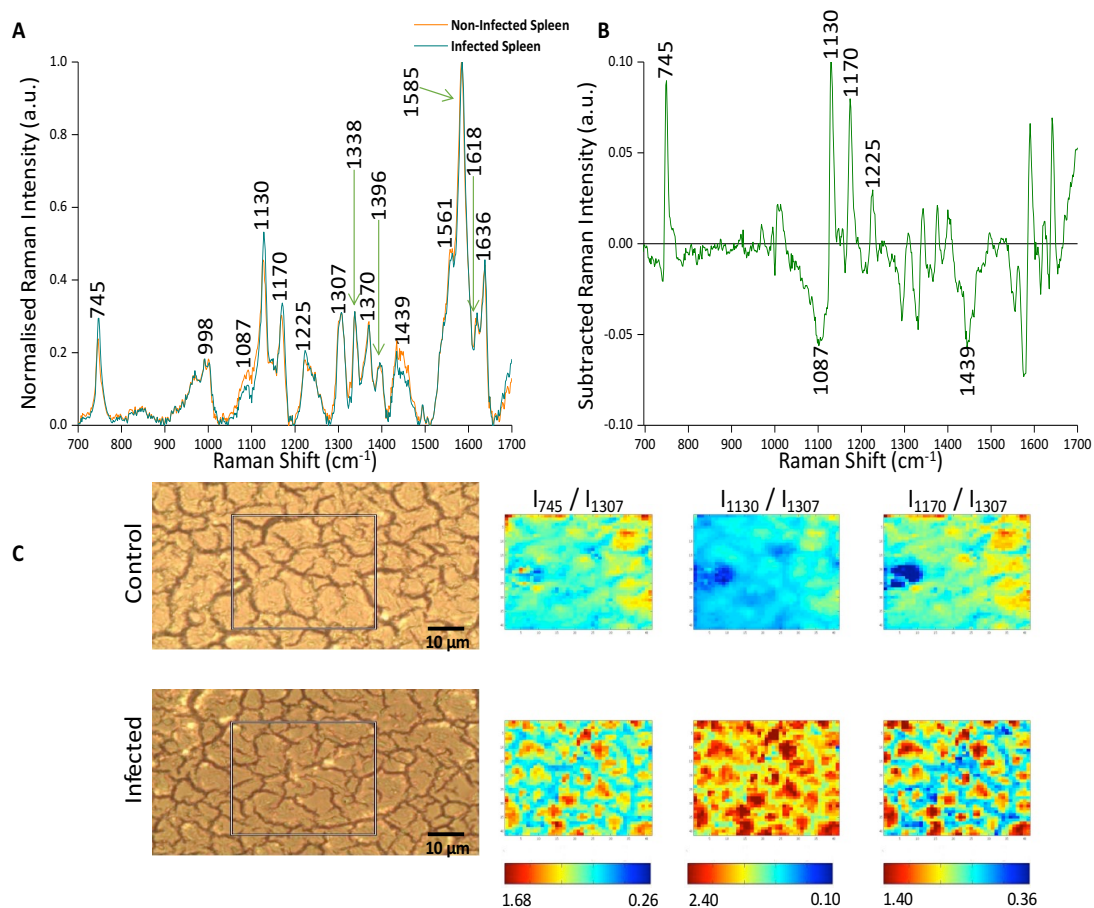 A
Non-Infected Spleen
Infected Spleen
Normalised Raman Intensity (a.u.)
1.0
0.8
0.6
0.4
0.2
0.0
745
998
1087
1130
1170
1225
1307
1338
1370
1396
1439
1561
1585
1618
1636
700 800 900 1000 1100 1200 1300 1400 1500 1600 1700
Raman Shift (cm-1)
B
Subtracted Raman Intensity (a.u.)
0.10
0.05
0.00
-0.05
-0.10
745
1087
1130
1170
1225
1439
700 800 900 1000 1100 1200 1300 1400 1500 1600 1700
Raman Shift (cm-1)
C
Control
10 µm
I745 / I1307
I1130 / I1307
I1170 / I1307
Infected
10 µm
1.68 0.26
2.40 0.10
1.40 0.36